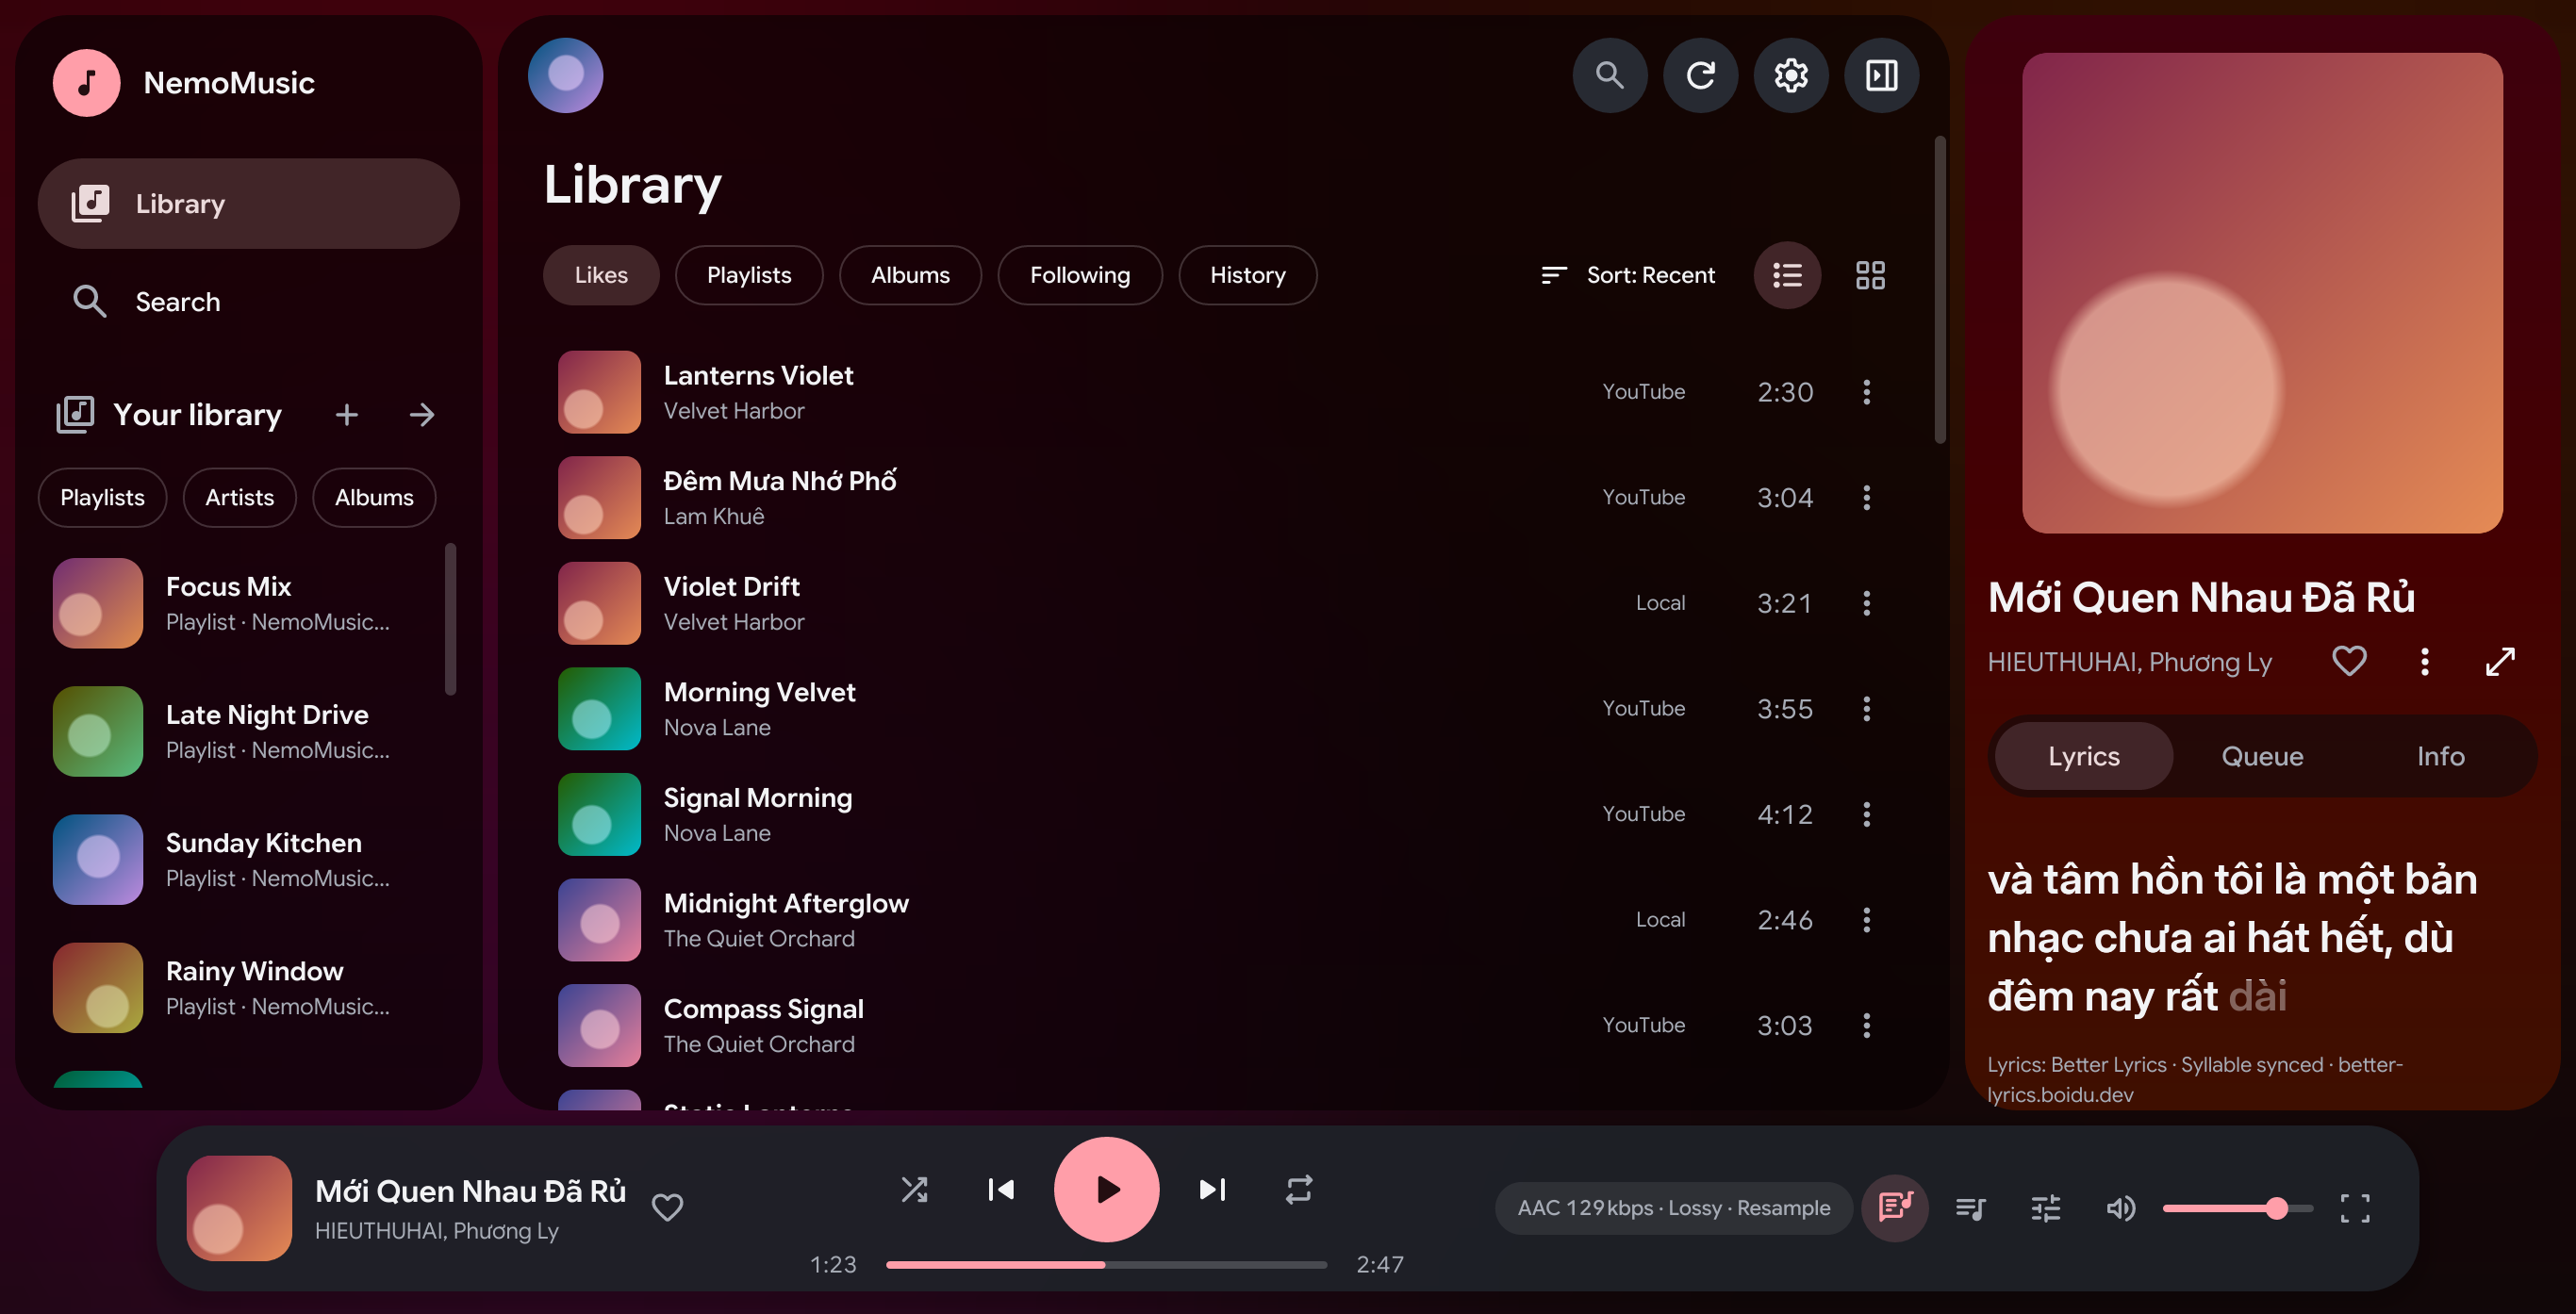 NemoMusic
Library
Search
Your library
Playlists
Artists
Albums
Focus Mix
Playlist · NemoMusic...
Late Night Drive
Playlist · NemoMusic...
Sunday Kitchen
Playlist · NemoMusic...
Rainy Window
Playlist · NemoMusic...
Library
Likes
Playlists
Albums
Following
History
Sort: Recent
Lanterns Violet
Velvet Harbor
YouTube
2:30
Đêm Mưa Nhớ Phố
Lam Khuê
YouTube
3:04
Violet Drift
Velvet Harbor
Local
3:21
Morning Velvet
Nova Lane
YouTube
3:55
Signal Morning
Nova Lane
YouTube
4:12
Midnight Afterglow
The Quiet Orchard
Local
2:46
Compass Signal
The Quiet Orchard
YouTube
3:03
Mới Quen Nhau Đã Rủ
HIEUTHUHAI, Phương Ly
Lyrics
Queue
Info
và tâm hồn tôi là một bản
nhạc chưa ai hát hết, dù
đêm nay rất dài
Lyrics: Better Lyrics · Syllable synced · better-
lyrics.boidu.dev
Mới Quen Nhau Đã Rủ
HIEUTHUHAI, Phương Ly
1:23
2:47
AAC 129 kbps · Lossy · Resample